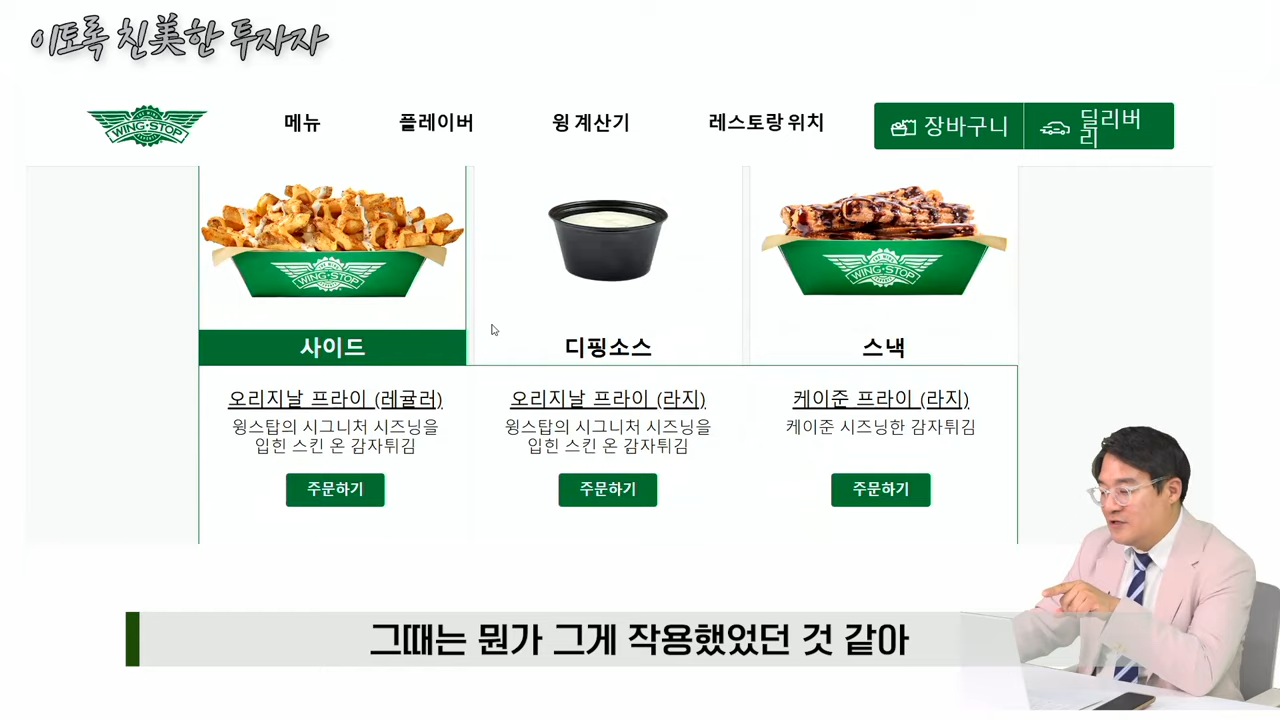 이토록 친美한 투자자
WING·STOP
메뉴
플레이버
윙 계산기
레스토랑 위치
장바구니
딜리버
리
WING·STOP
WING·STOP
사이드
디핑소스
스낵
오리지날 프라이 (레귤러)
윙스탑의 시그니처 시즈닝을
입힌 스킨 온 감자튀김
주문하기
오리지날 프라이 (라지)
윙스탑의 시그니처 시즈닝을
입힌 스킨 온 감자튀김
주문하기
케이준 프라이 (라지)
케이준 시즈닝한 감자튀김
주문하기
그때는 뭔가 그게 작용했었던 것 같아